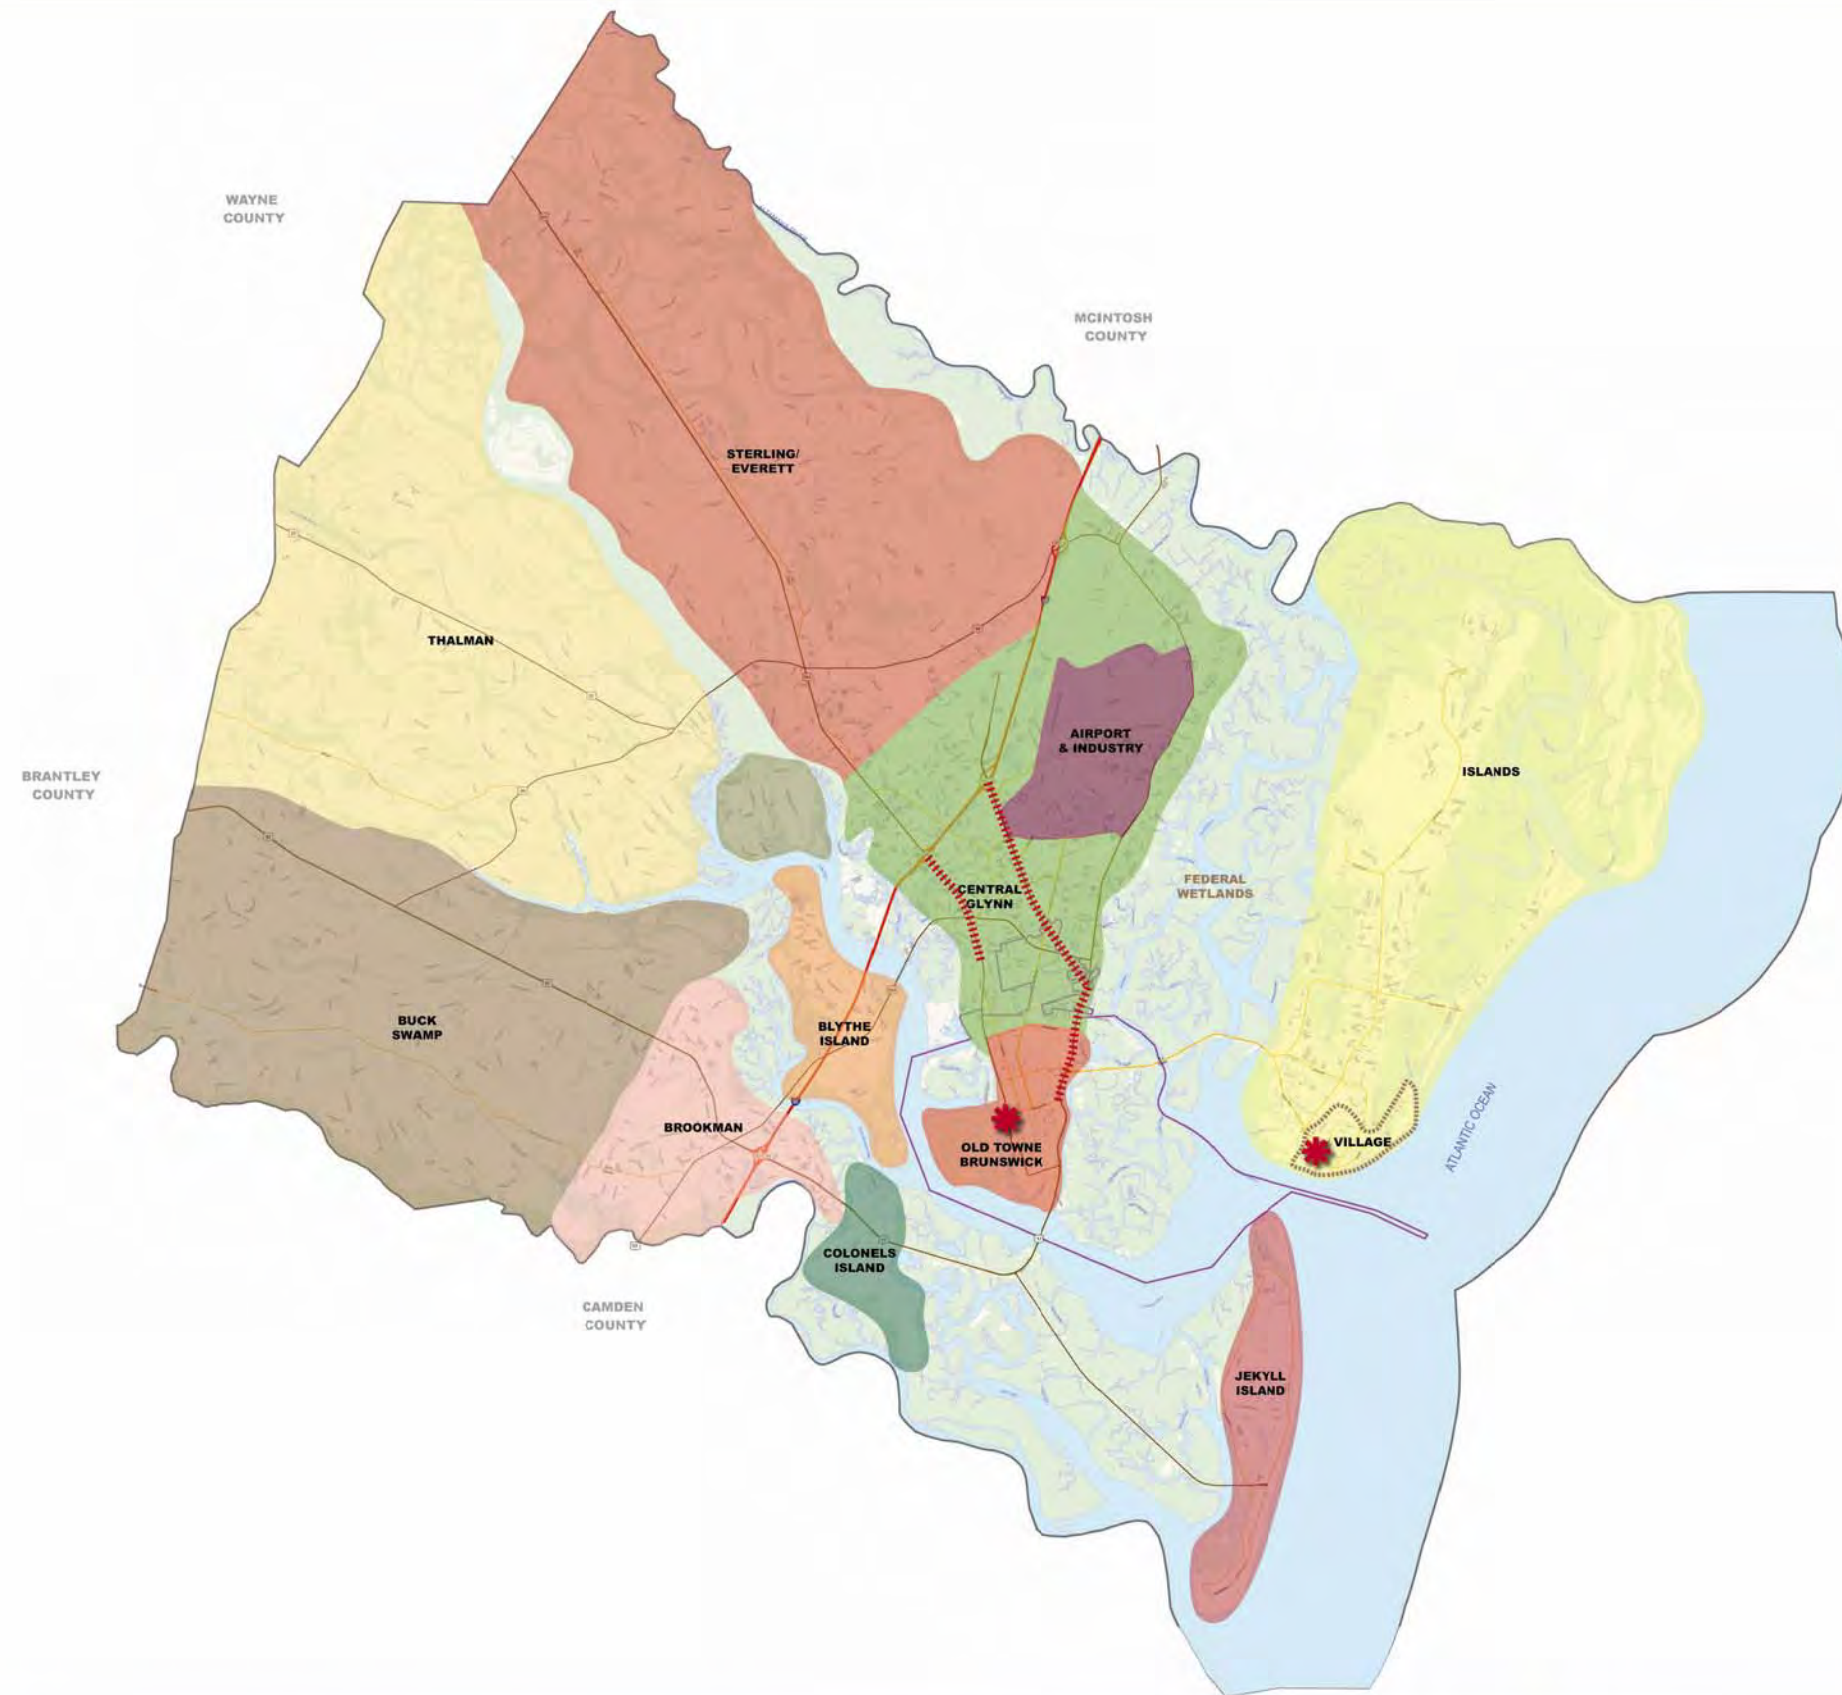 WAYNE
COUNTY
MCINTOSH
COUNTY
STERLING/
EVERETT
THALMAN
AIRPORT
& INDUSTRY
ISLANDS
BRANTLEY
COUNTY
CENTRAL
GLYNN
FEDERAL
WETLANDS
BUCK
SWAMP
BLYTHE
ISLAND
BROOKMAN
OLD TOWNE
BRUNSWICK
VILLAGE
ATLANTIC OCEAN
COLONELS
ISLAND
CAMDEN
COUNTY
JEKYLL
ISLAND